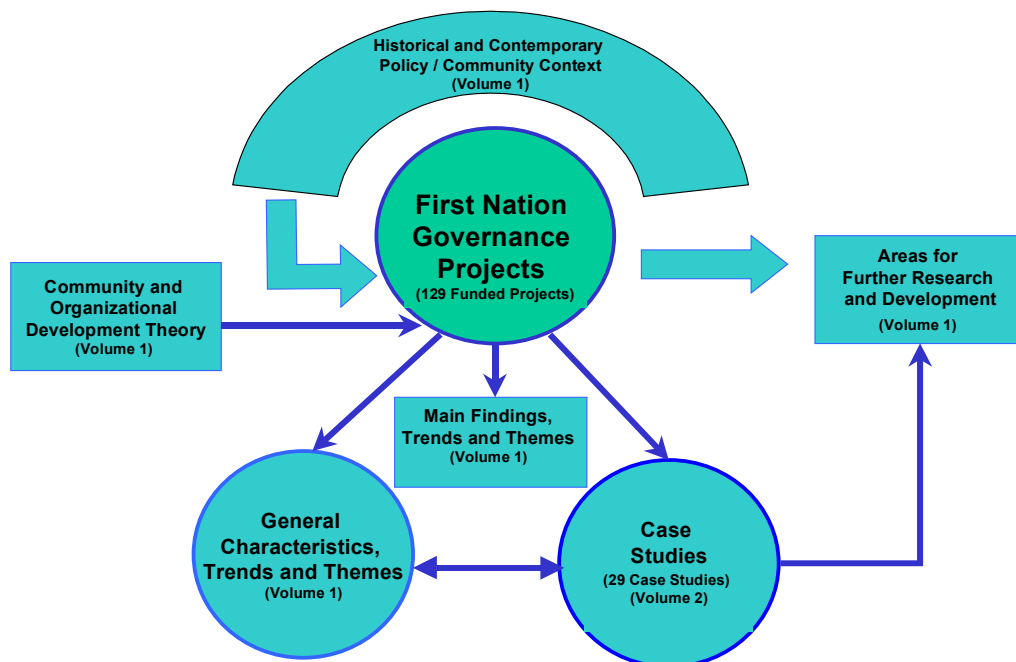 Historical and Contemporary
Policy / Community Context
(Volume 1)
First Nation
Governance
Projects
(129 Funded Projects)
Community and
Organizational
Development Theory
(Volume 1)
Areas for
Further Research
and Development
(Volume 1)
Main Findings,
Trends and Themes
(Volume 1)
General
Characteristics,
Trends and Themes
(Volume 1)
Case
Studies
(29 Case Studies)
(Volume 2)